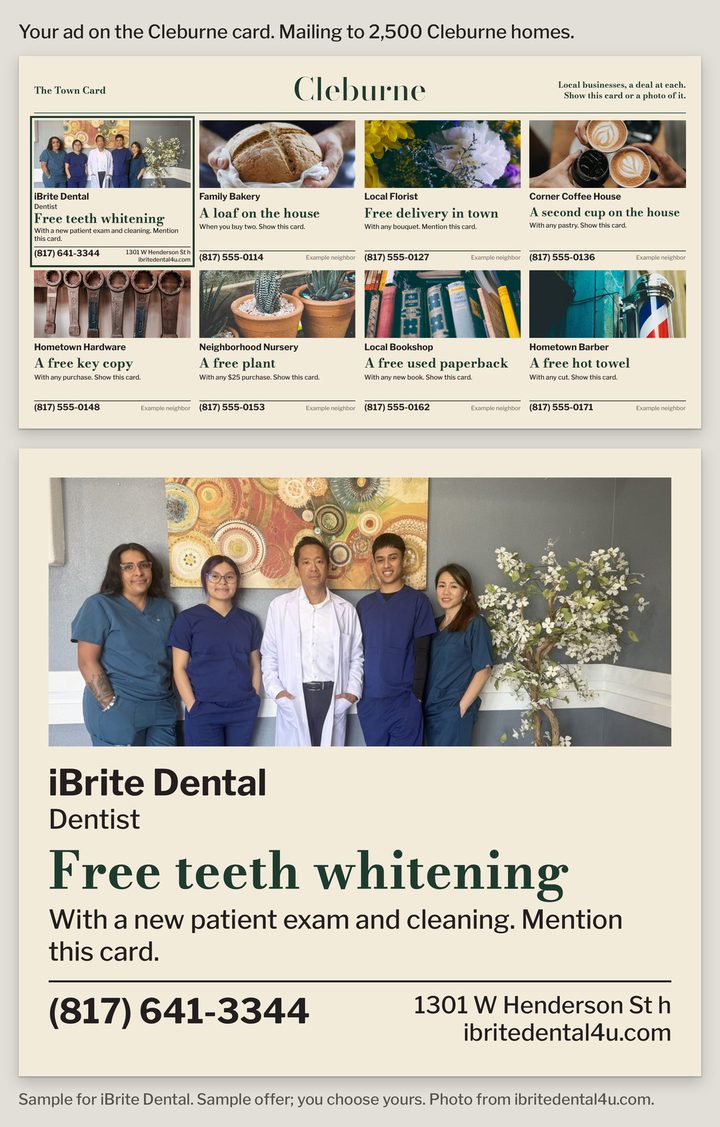 Your ad on the Cleburne card. Mailing to 2,500 Cleburne homes.
The Town Card
Cleburne
Local businesses, a deal at each.
Show this card or a photo of it.
iBrite Dental
Dentist
Free teeth whitening
With a new patient exam and cleaning. Mention
this card.
(817) 641-3344
1301 W Henderson St h
ibritedental4u.com
Family Bakery
A loaf on the house
When you buy two. Show this card.
(817) 555-0114
Example neighbor
Local Florist
Free delivery in town
With any bouquet. Mention this card.
(817) 555-0127
Example neighbor
Corner Coffee House
A second cup on the house
With any pastry. Show this card.
(817) 555-0136
Example neighbor
Hometown Hardware
A free key copy
With any purchase. Show this card.
(817) 555-0148
Example neighbor
Neighborhood Nursery
A free plant
With any $25 purchase. Show this card.
(817) 555-0153
Example neighbor
Local Bookshop
A free used paperback
With any new book. Show this card.
(817) 555-0162
Example neighbor
Hometown Barber
A free hot towel
With any cut. Show this card.
(817) 555-0171
Example neighbor
iBrite Dental
Dentist
Free teeth whitening
With a new patient exam and cleaning. Mention
this card.
(817) 641-3344
1301 W Henderson St h
ibritedental4u.com
Sample for iBrite Dental. Sample offer; you choose yours. Photo from ibritedental4u.com.